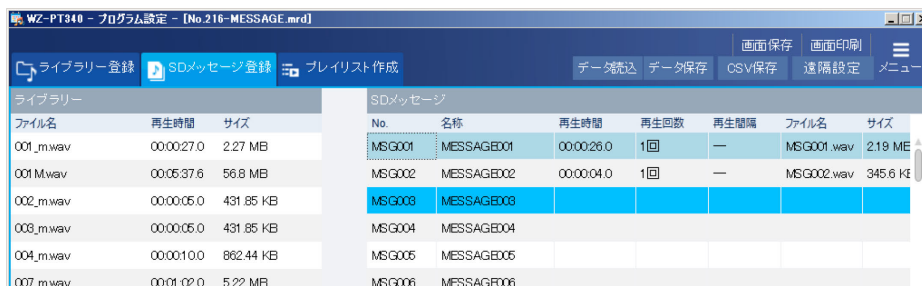 WZ-PT340 - プログラム設定 - [No.216-MESSAGE.mrd]
画面保存 画面印刷
ライブラリー登録 SDメッセージ登録 プレイリスト作成 データ読込 データ保存 CSV保存 遠隔設定 メニュー
ライブラリー SDメッセージ
ファイル名 再生時間 サイズ No. 名称 再生時間 再生回数 再生間隔 ファイル名 サイズ
001_m.wav 00:00:27.0 2.27 MB MSG001 MESSAGE001 00:00:26.0 1回 — MSG001.wav 2.19 ME
001M.wav 00:05:37.6 56.8 MB MSG002 MESSAGE002 00:00:04.0 1回 — MSG002.wav 345.6 KE
002_m.wav 00:00:05.0 431.85 KB MSG003 MESSAGE003
003_m.wav 00:00:05.0 431.85 KB MSG004 MESSAGE004
004_m.wav 00:00:10.0 862.44 KB MSG005 MESSAGE005
007_m.wav 00:01:02.0 5.22 MB MSG006 MESSAGE006